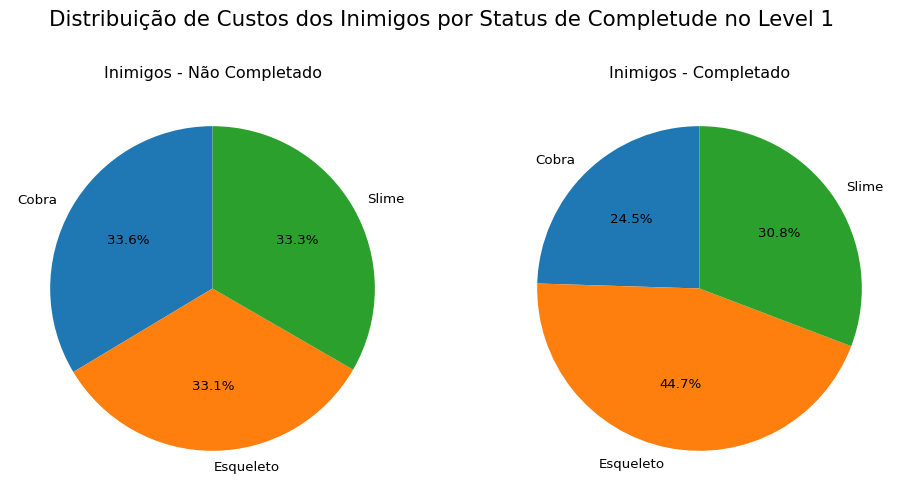 Distribuição de Custos dos Inimigos por Status de Completude no Level 1
Inimigos - Não Completado
Cobra
Slime
33.6%
33.3%
33.1%
Esqueleto
Inimigos - Completado
Cobra
Slime
24.5%
30.8%
44.7%
Esqueleto